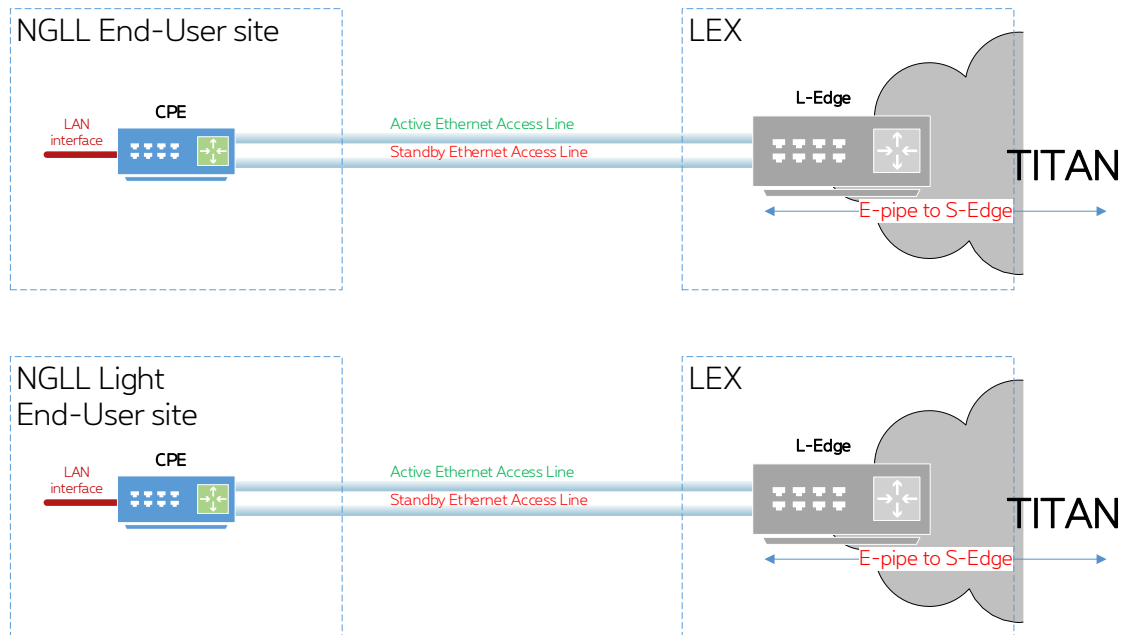 NGLL End-User site
LEX
L-Edge
CPE
LAN
interface
Active Ethernet Access Line
Standby Ethernet Access Line
TITAN
E-pipe to S-Edge
NGLL Light
End-User site
LEX
L-Edge
CPE
LAN
interface
Active Ethernet Access Line
Standby Ethernet Access Line
TITAN
E-pipe to S-Edge